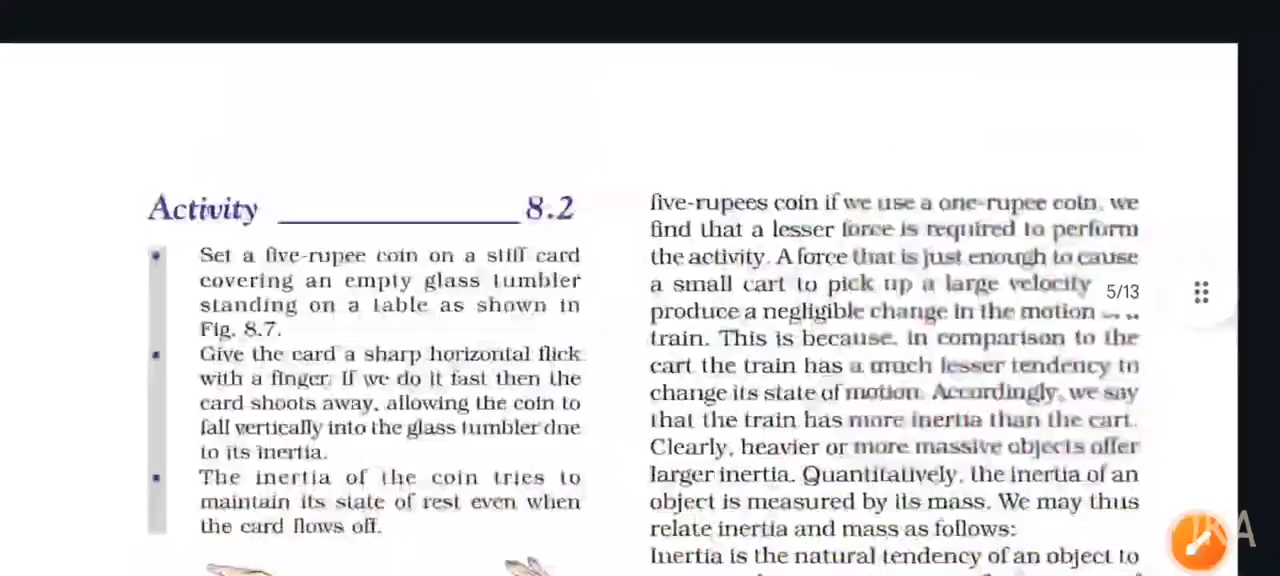 Activity 8.2
Set a five-rupee coin on a stiff card
covering an empty glass tumbler
standing on a table as shown in
Fig. 8.7.
Give the card a sharp horizontal flick
with a finger. If we do it fast then the
card shoots away, allowing the coin to
fall vertically into the glass tumbler due
to its inertia.
The inertia of the coin tries to
maintain its state of rest even when
the card flows off.
five-rupees coin if we use a one-rupee coin, we
find that a lesser force is required to perform
the activity. A force that is just enough to cause
a small cart to pick up a large velocity
produce a negligible change in the motion
train. This is because, in comparison to the
cart the train has a much lesser tendency to
change its state of motion. Accordingly, we say
that the train has more inertia than the cart.
Clearly, heavier or more massive objects offer
larger inertia. Quantitatively, the inertia of an
object is measured by its mass. We may thus
relate inertia and mass as follows:
Inertia is the natural tendency of an object to
5/13